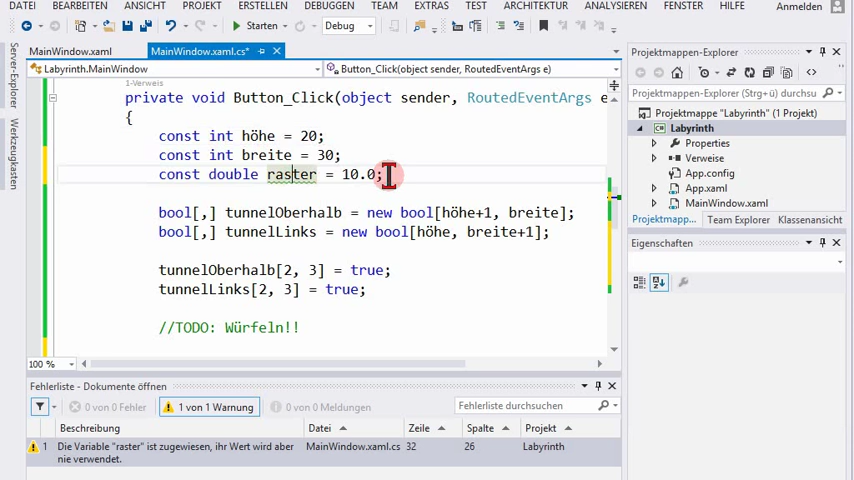 ANSICHT PROJEKT ERSTELLEN DEBUGGEN TEAM EXTRAS TEST ARCHITEKTUR ANALYSIEREN FENSTER HILFE Anmelden
Starten Debug
MainWindow.xaml MainWindow.xaml.cs*
Labyrinth.MainWindow Button_Click(object sender, RoutedEventArgs e)
1-Verweis
private void Button_Click(object sender, RoutedEventArgs e
{
const int höhe = 20;
const int breite = 30;
const double raster = 10.0;
bool[,] tunnelOberhalb = new bool[höhe+1, breite];
bool[,] tunnelLinks = new bool[höhe, breite+1];
tunnelOberhalb[2, 3] = true;
tunnelLinks[2, 3] = true;
//TODO: Würfeln!!
100 %
Server-Explorer
Werkzeugkasten
Projektmappen-Explorer
Projektmappen-Explorer durchsuchen
Projektmappe "Labyrinth" (1 Projekt)
Labyrinth
Properties
Verweise
App.config
App.xaml
MainWindow.xaml
Projektmapp... Team Explorer Klassenansicht
Eigenschaften
Fehlerliste - Dokumente öffnen
0 von 0 Fehler 1 von 1 Warnung 0 von 0 Meldungen Fehlerliste durchsuchen
Beschreibung Datei Zeile Spalte Projekt
1 Die Variable "raster" ist zugewiesen, ihr Wert wird aber MainWindow.xaml.cs 32 26 Labyrinth
nie verwendet.